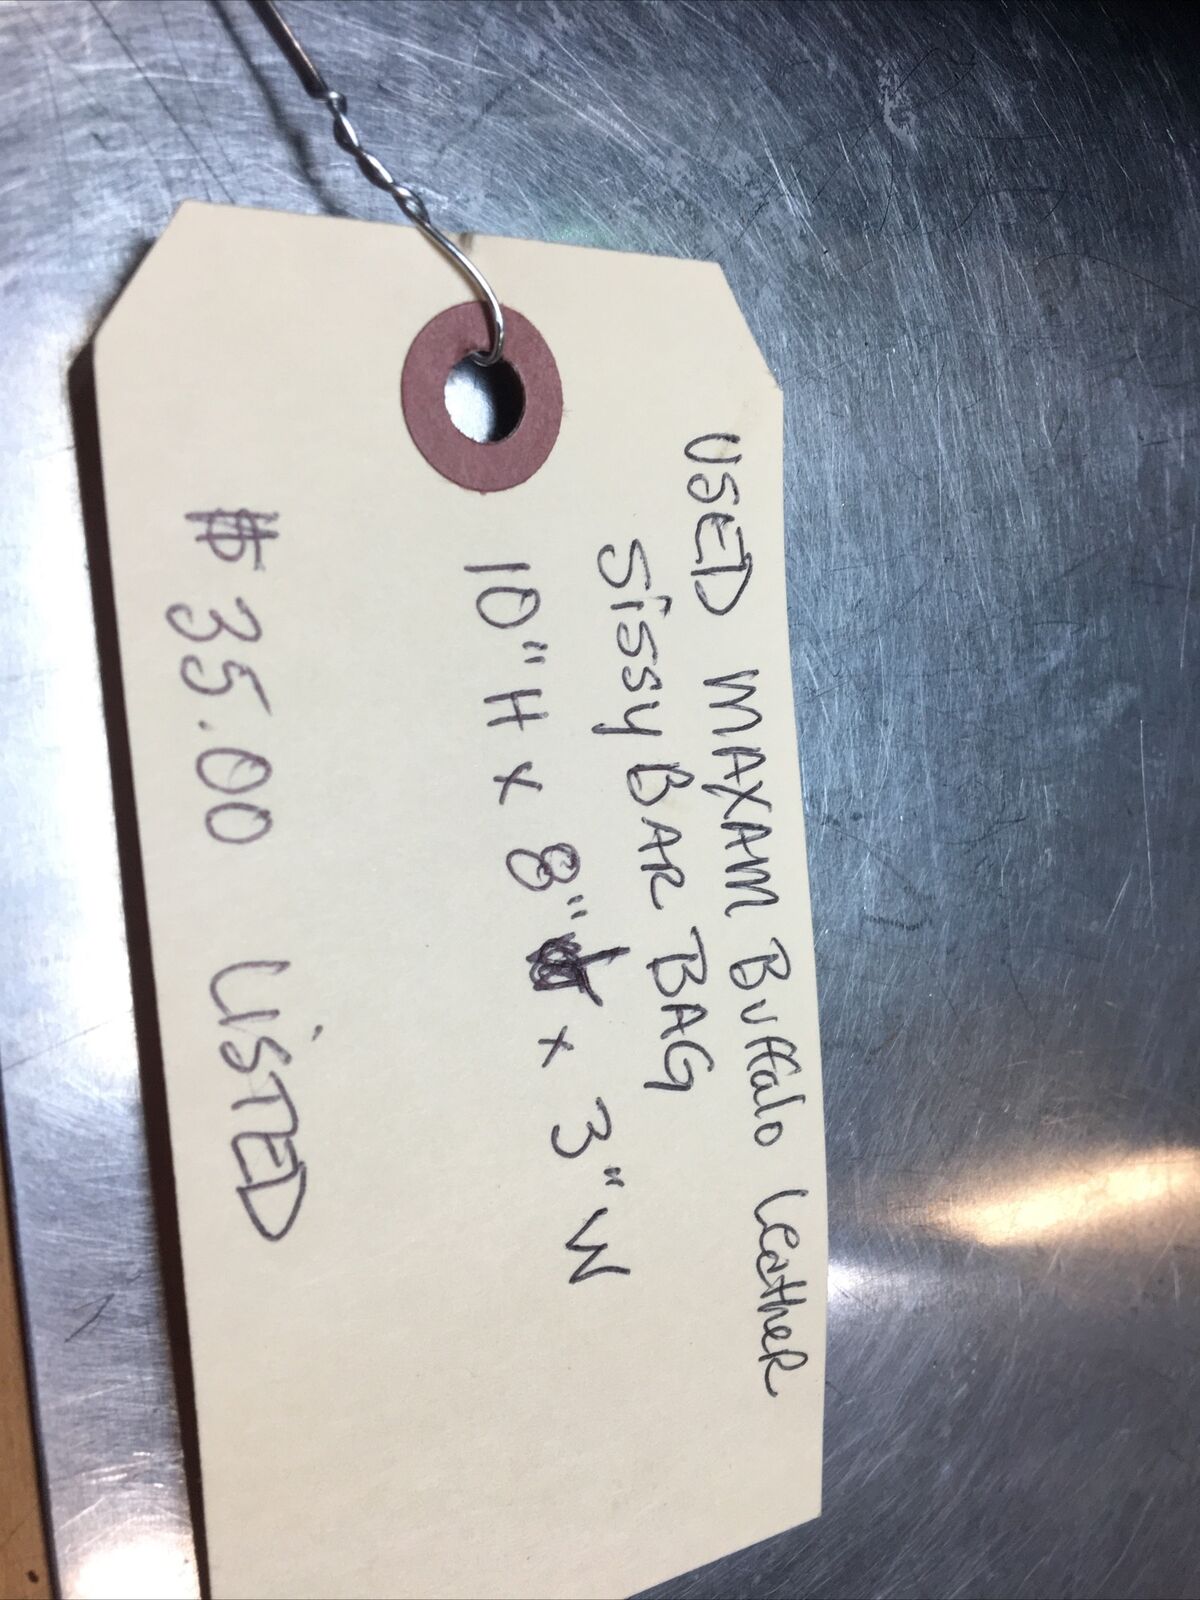 USED MAXAM Buffalo Leather
Sissy BAR BAG
10"H x 8" x 3"W
$35.00 LiSTED